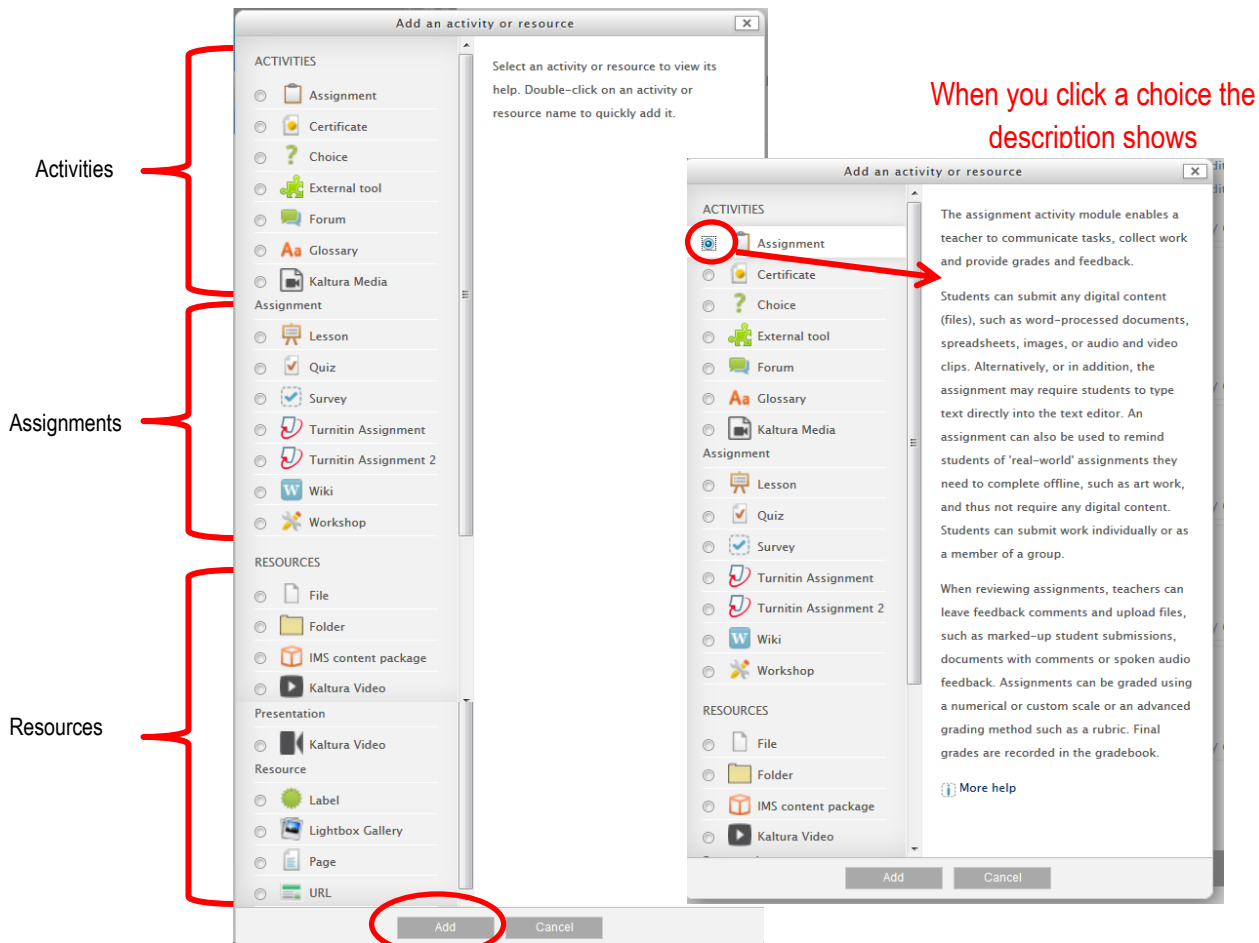 Add an activity or resource
ACTIVITIES
Assignment
Certificate
Choice
External tool
Forum
Aa Glossary
Kaltura Media
Assignment
Lesson
Quiz
Survey
Turnitin Assignment
Turnitin Assignment 2
W Wiki
Workshop
RESOURCES
File
Folder
IMS content package
Kaltura Video
Presentation
Kaltura Video
Resource
Label
Lightbox Gallery
Page
URL
Select an activity or resource to view its
help. Double-click on an activity or
resource name to quickly add it.
Add
Cancel
Activities
Assignments
Resources
When you click a choice the
description shows
Add an activity or resource
ACTIVITIES
Assignment
Certificate
Choice
External tool
Forum
Aa Glossary
Kaltura Media
Assignment
Lesson
Quiz
Survey
Turnitin Assignment
Turnitin Assignment 2
W Wiki
Workshop
RESOURCES
File
Folder
IMS content package
Kaltura Video
The assignment activity module enables a
teacher to communicate tasks, collect work
and provide grades and feedback.
Students can submit any digital content
(files), such as word-processed documents,
spreadsheets, images, or audio and video
clips. Alternatively, or in addition, the
assignment may require students to type
text directly into the text editor. An
assignment can also be used to remind
students of 'real-world' assignments they
need to complete offline, such as art work,
and thus not require any digital content.
Students can submit work individually or as
a member of a group.
When reviewing assignments, teachers can
leave feedback comments and upload files,
such as marked-up student submissions,
documents with comments or spoken audio
feedback. Assignments can be graded using
a numerical or custom scale or an advanced
grading method such as a rubric. Final
grades are recorded in the gradebook.
More help
Add
Cancel